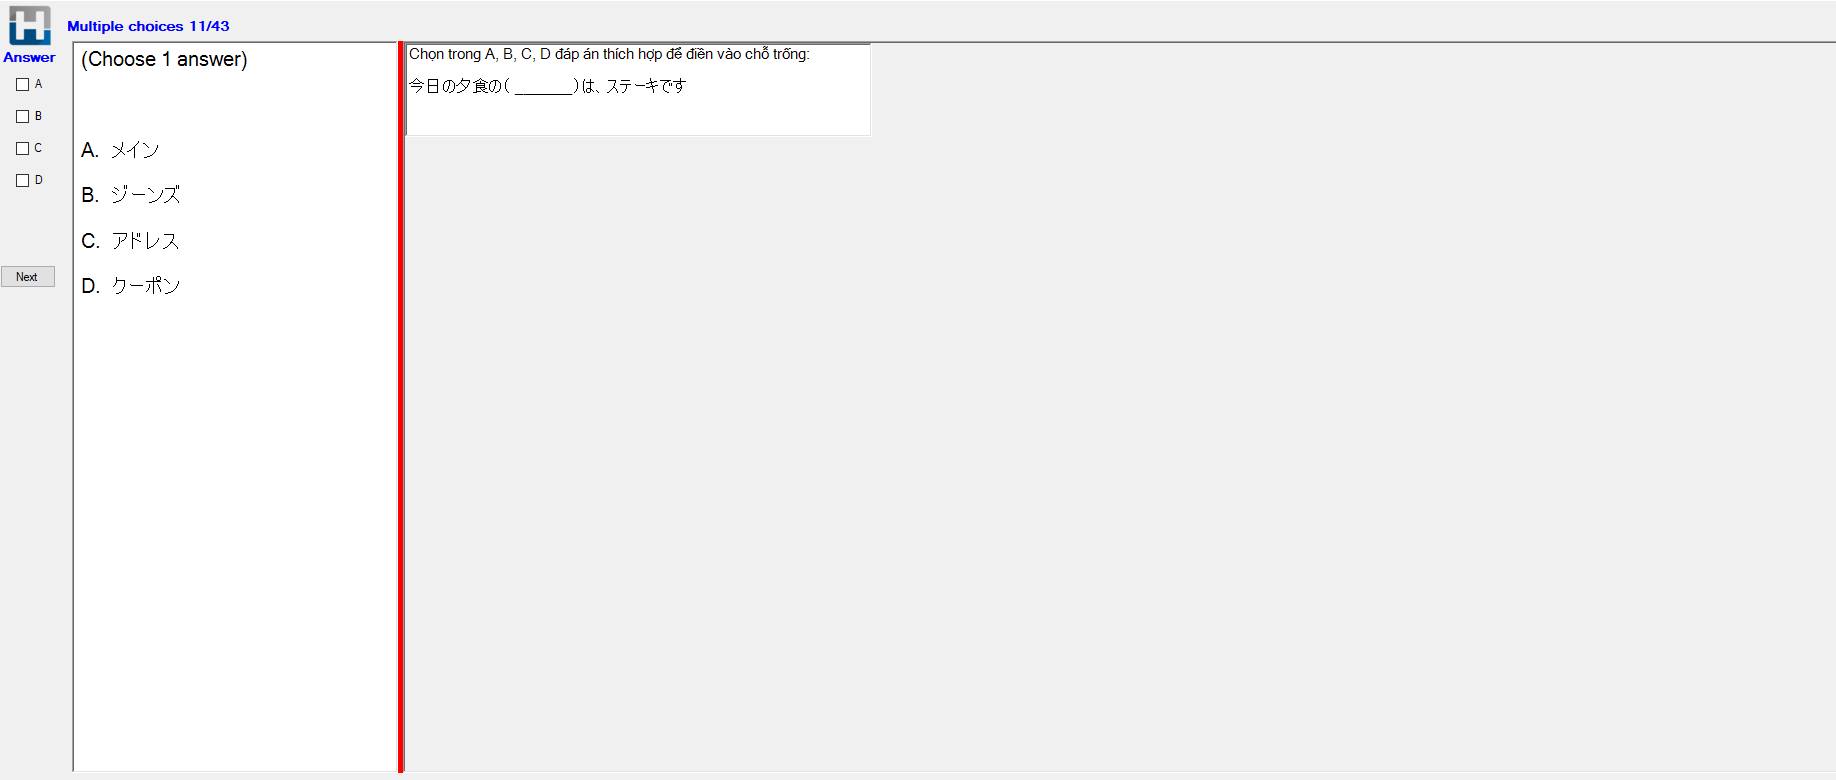 Multiple choices 11/43
Answer
A
B
C
D
Next
(Choose 1 answer)
A. メイン
B. ジーンズ
C. アドレス
D. クーポン
Chọn trong A, B, C, D đáp án thích hợp để điền vào chỗ trống:
今日の夕食の( _______)は、ステーキです